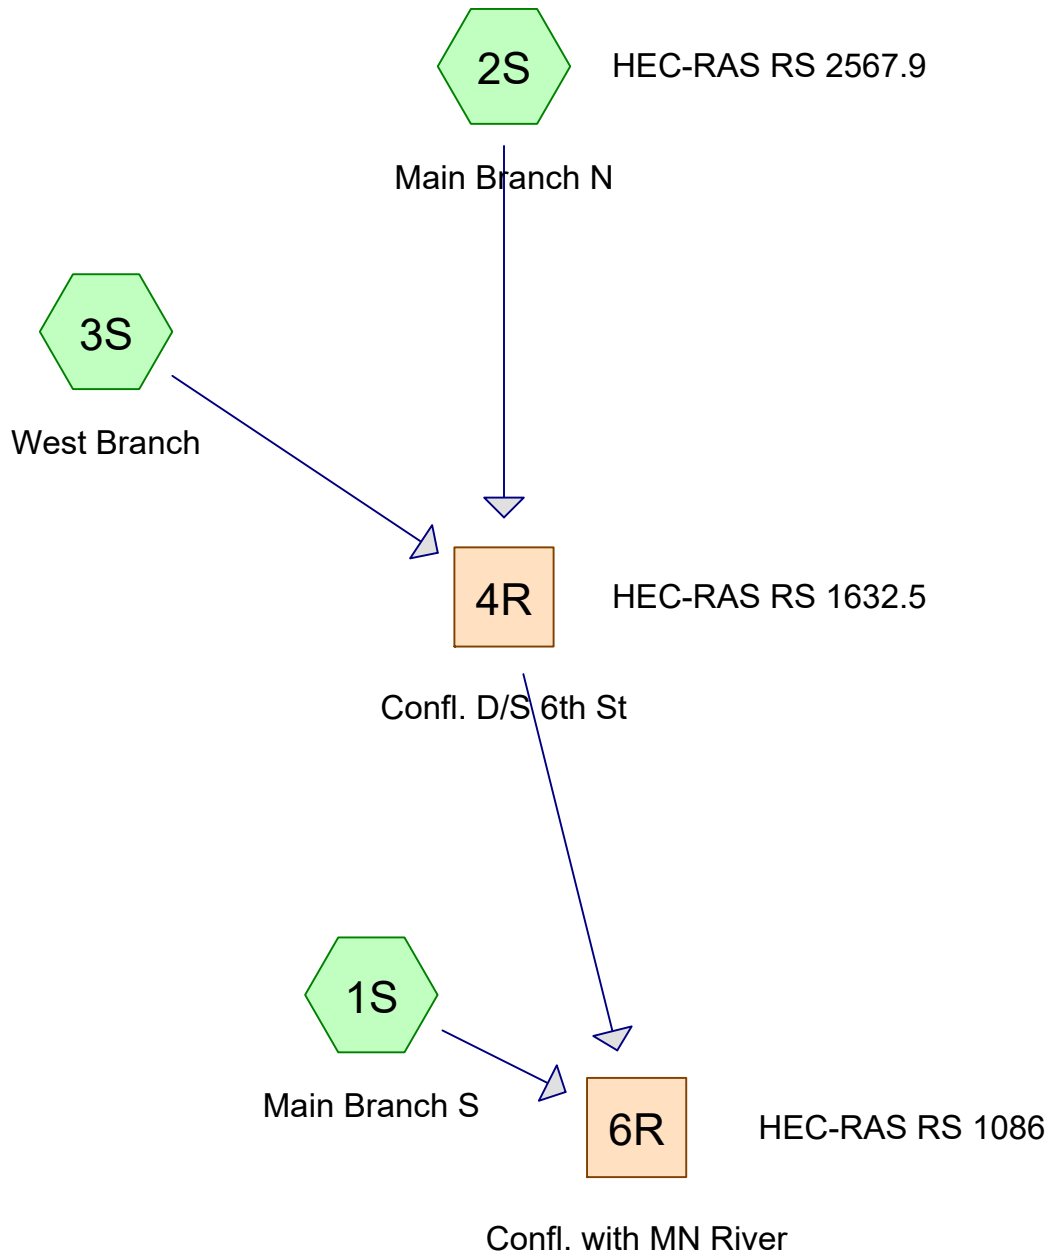 2S
HEC-RAS RS 2567.9
Main Branch N
3S
West Branch
4R
HEC-RAS RS 1632.5
Confl. D/S 6th St
1S
Main Branch S
6R
HEC-RAS RS 1086
Confl. with MN River